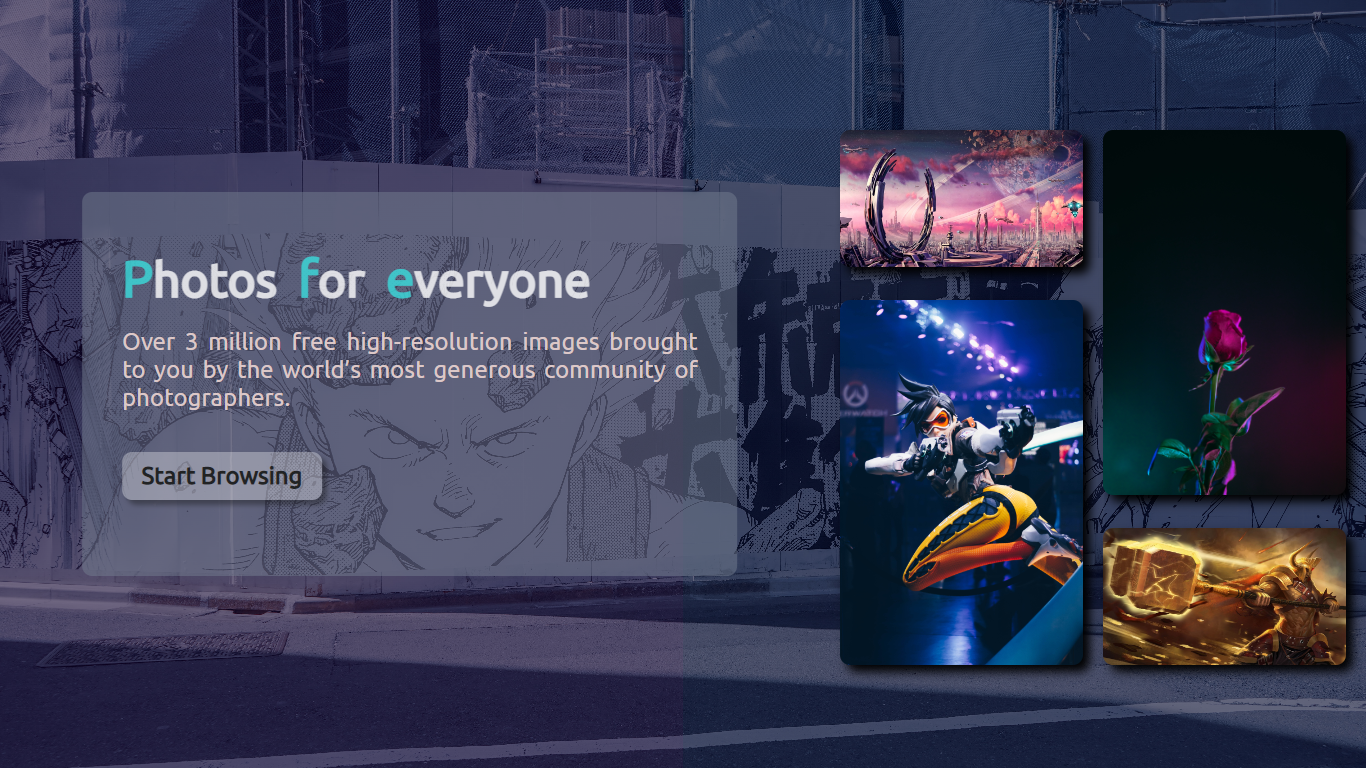 Photos for everyone
Over 3 million free high-resolution images brought
to you by the world’s most generous community of
photographers.
Start Browsing